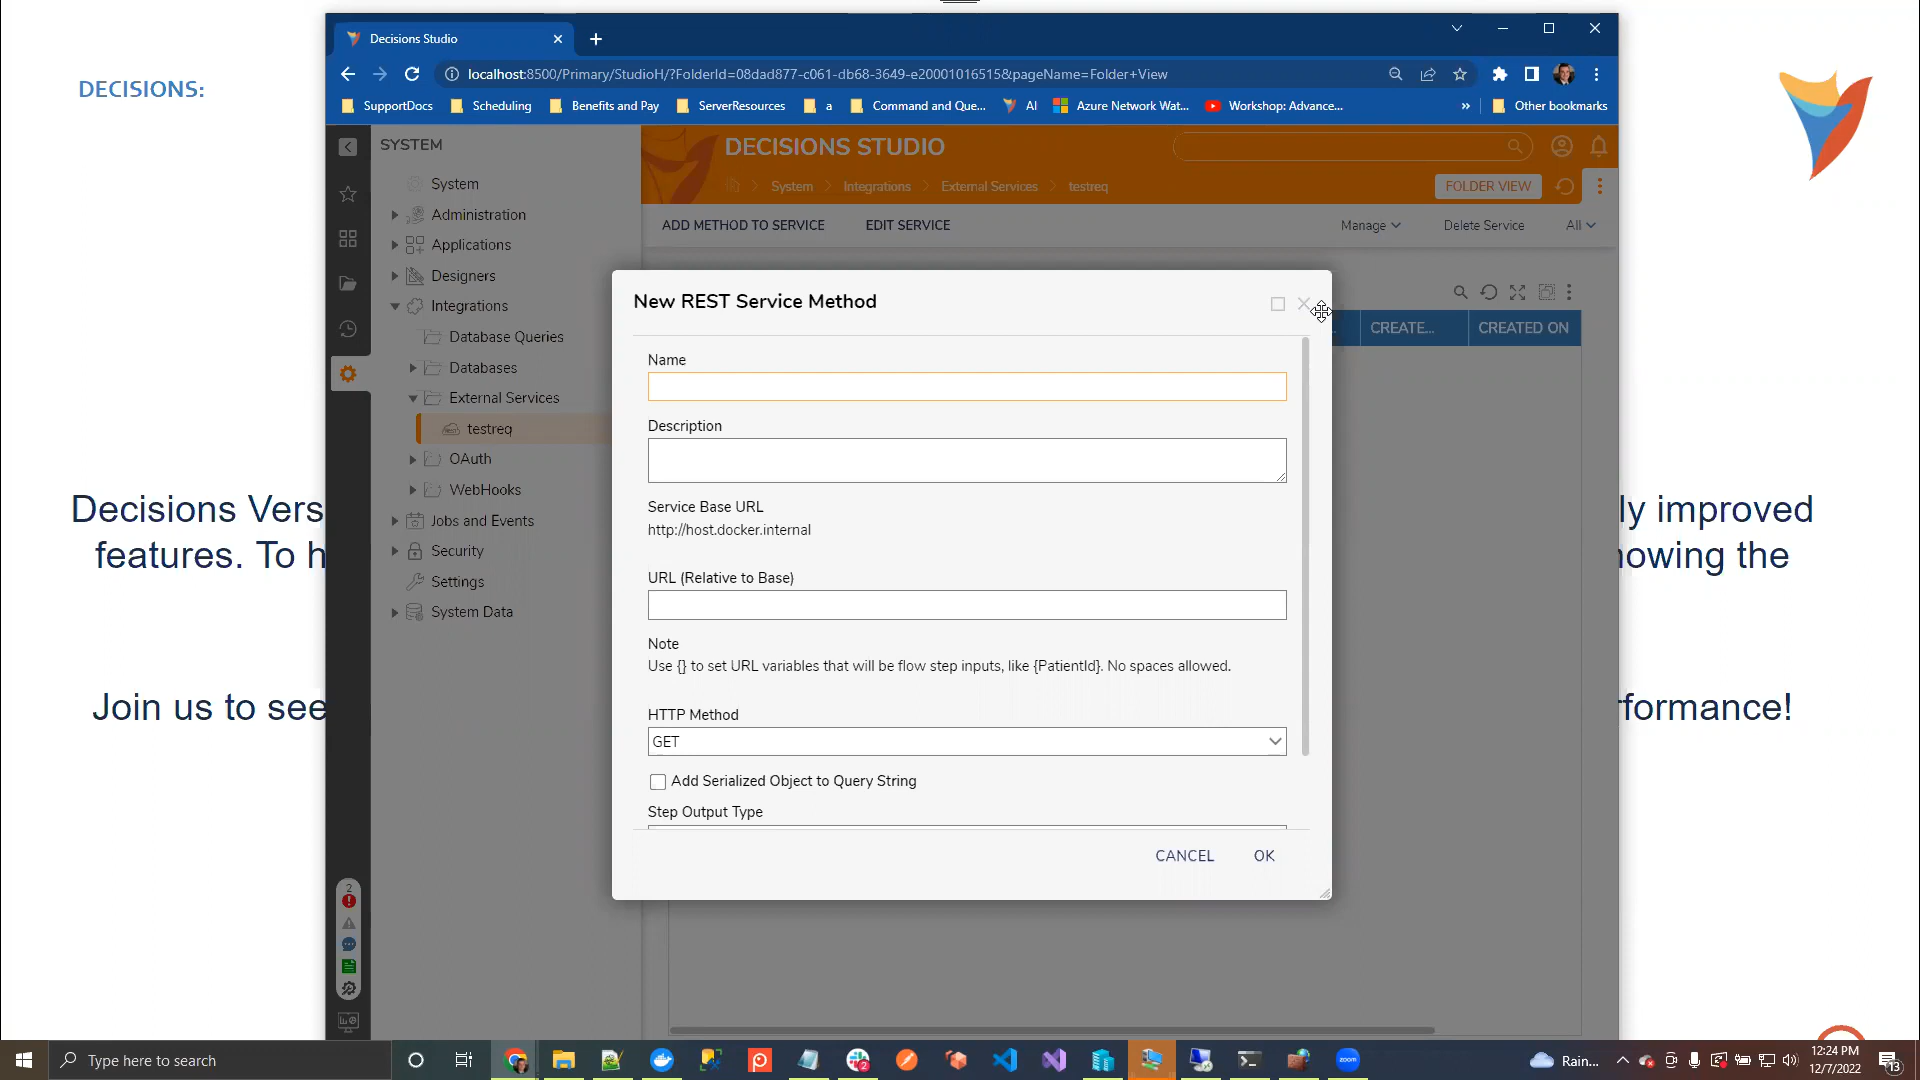 DECISIONS:
Decisions Studio
localhost:8500/Primary/StudioH/?FolderId=08dad877-c061-db68-3649-e20001016515&pageName=Folder+View
SupportDocs
Scheduling
Benefits and Pay
ServerResources
a
Command and Que...
AI
Azure Network Wat...
Workshop: Advance...
»
Other bookmarks
SYSTEM
DECISIONS STUDIO
System
Integrations
External Services
testreq
FOLDER VIEW
ADD METHOD TO SERVICE
EDIT SERVICE
Manage
Delete Service
All
System
Administration
Applications
Designers
Integrations
Database Queries
Databases
External Services
testreq
OAuth
WebHooks
Jobs and Events
Security
Settings
System Data
CREATE...
CREATED ON
New REST Service Method
Name
Description
Service Base URL
http://host.docker.internal
URL (Relative to Base)
Note
Use {} to set URL variables that will be flow step inputs, like {PatientId}. No spaces allowed.
HTTP Method
GET
Add Serialized Object to Query String
Step Output Type
CANCEL
OK
Decisions Vers
ly improved
features. To h
howing the
Join us to see
rformance!
2
Type here to search
2
zoom
Rain...
12:24 PM
12/7/2022
13